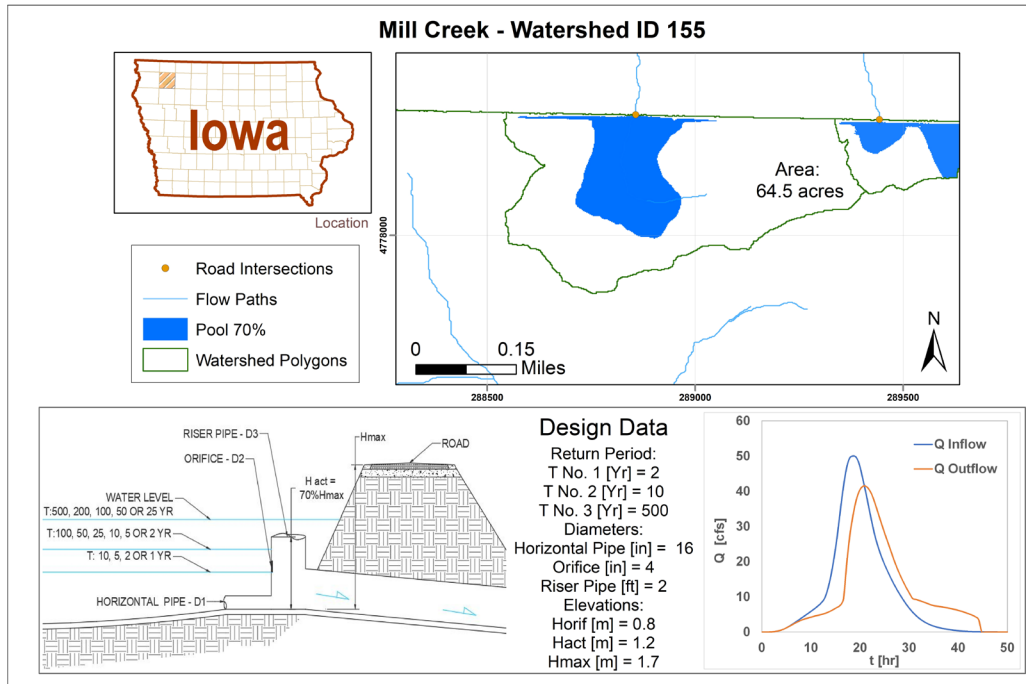 Mill Creek - Watershed ID 155
Iowa
Location
Road Intersections
Flow Paths
Pool 70%
Watershed Polygons
4778000
Area:
64.5 acres
N
0 0.15
Miles
288500 289000 289500
RISER PIPE - D3
ORIFICE - D2
Hmax
ROAD
H act =
70%Hmax
WATER LEVEL
T:500, 200, 100, 50 OR 25 YR
T:100, 50, 25, 10, 5 OR 2 YR
T: 10, 5, 2 OR 1 YR
HORIZONTAL PIPE - D1
Design Data
Return Period:
T No. 1 [Yr] = 2
T No. 2 [Yr] = 10
T No. 3 [Yr] = 500
Diameters:
Horizontal Pipe [in] = 16
Orifice [in] = 4
Riser Pipe [ft] = 2
Elevations:
Horif [m] = 0.8
Hact [m] = 1.2
Hmax [m] = 1.7
Q Inflow
Q Outflow
Q [cfs]
60
50
40
30
20
10
0
0 10 20 30 40 50
t [hr]